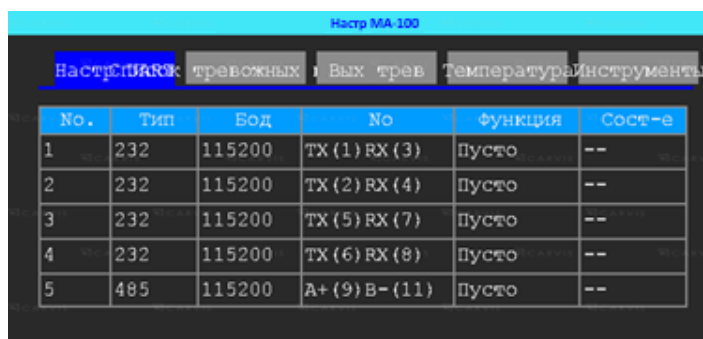 Настр МА-100
Настр UART Список тревожных Вых трев Температура Инструменты
No. Тип Бод No Функция Сост-е
1 232 115200 TX(1)RX(3) Пусто --
2 232 115200 TX(2)RX(4) Пусто --
3 232 115200 TX(5)RX(7) Пусто --
4 232 115200 TX(6)RX(8) Пусто --
5 485 115200 A+(9)B-(11) Пусто --